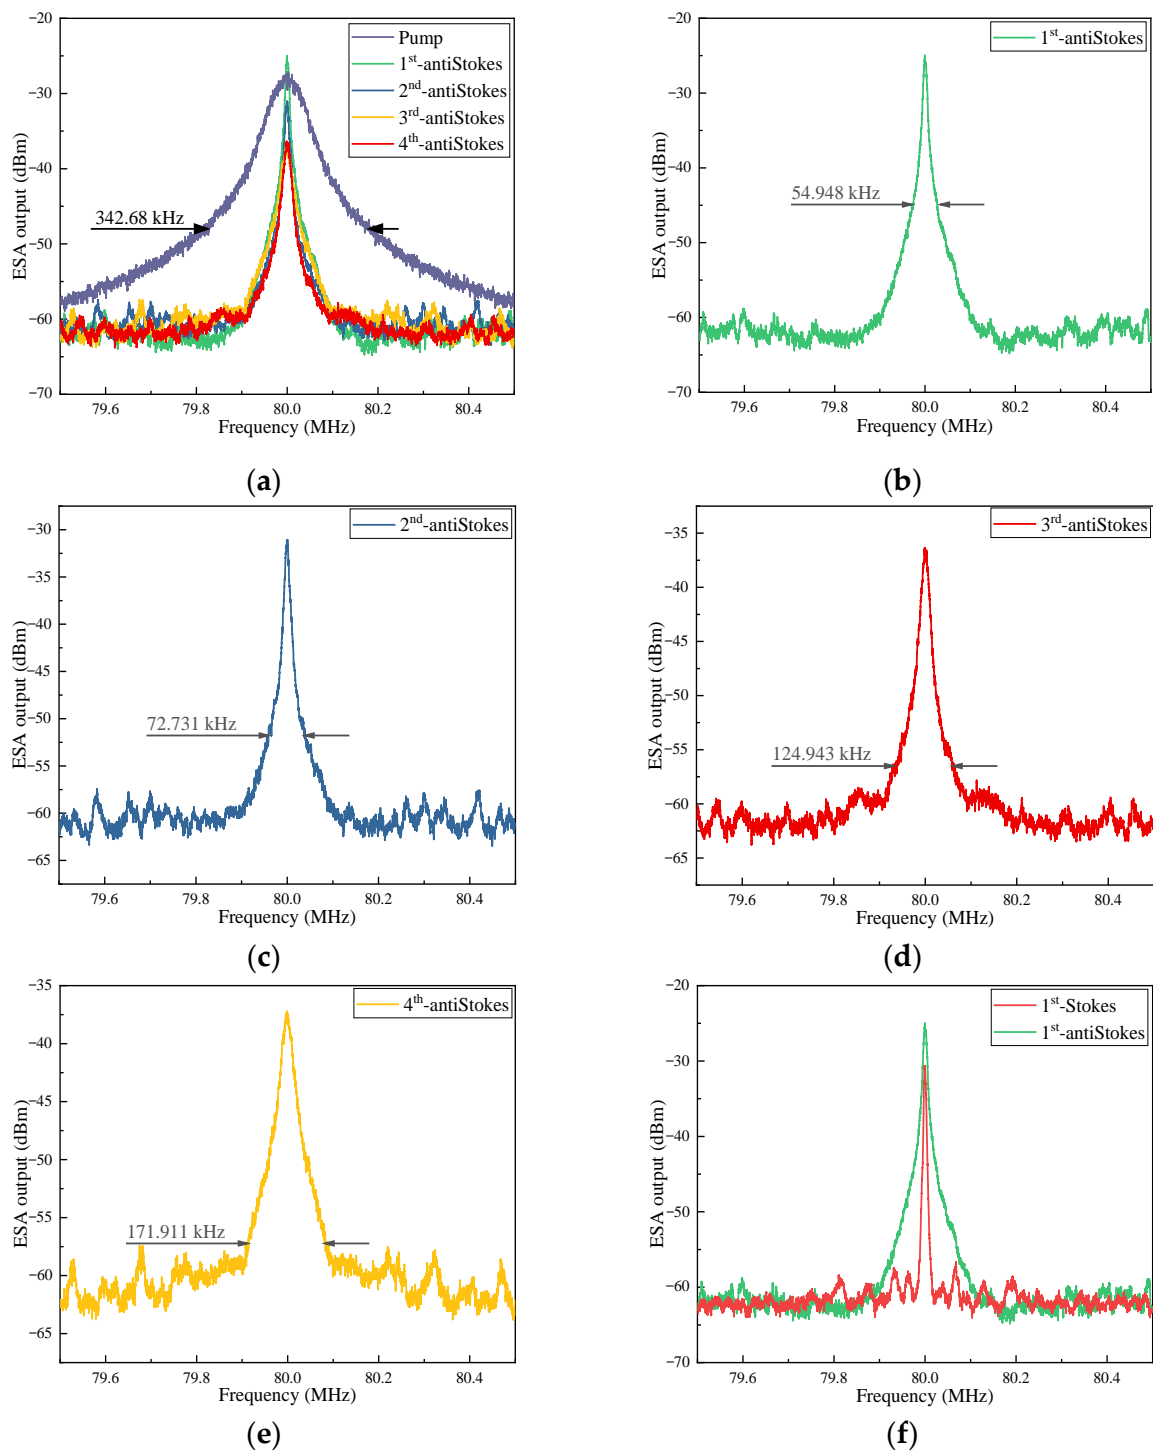 −20
−30
−40
−50
−60
−70
ESA output (dBm)
Pump
1st-antiStokes
2nd-antiStokes
3rd-antiStokes
4th-antiStokes
342.68 kHz
79.6 79.8 80.0 80.2 80.4
Frequency (MHz)
(a)
−20
−30
−40
−50
−60
−70
ESA output (dBm)
1st-antiStokes
54.948 kHz
79.6 79.8 80.0 80.2 80.4
Frequency (MHz)
(b)
−30
−35
−40
−45
−50
−55
−60
−65
ESA output (dBm)
2nd-antiStokes
72.731 kHz
79.6 79.8 80.0 80.2 80.4
Frequency (MHz)
(c)
−35
−40
−45
−50
−55
−60
−65
ESA output (dBm)
3rd-antiStokes
124.943 kHz
79.6 79.8 80.0 80.2 80.4
Frequency (MHz)
(d)
−35
−40
−45
−50
−55
−60
−65
ESA output (dBm)
4th-antiStokes
171.911 kHz
79.6 79.8 80.0 80.2 80.4
Frequency (MHz)
(e)
−20
−30
−40
−50
−60
−70
ESA output (dBm)
1st-Stokes
1st-antiStokes
79.6 79.8 80.0 80.2 80.4
Frequency (MHz)
(f)